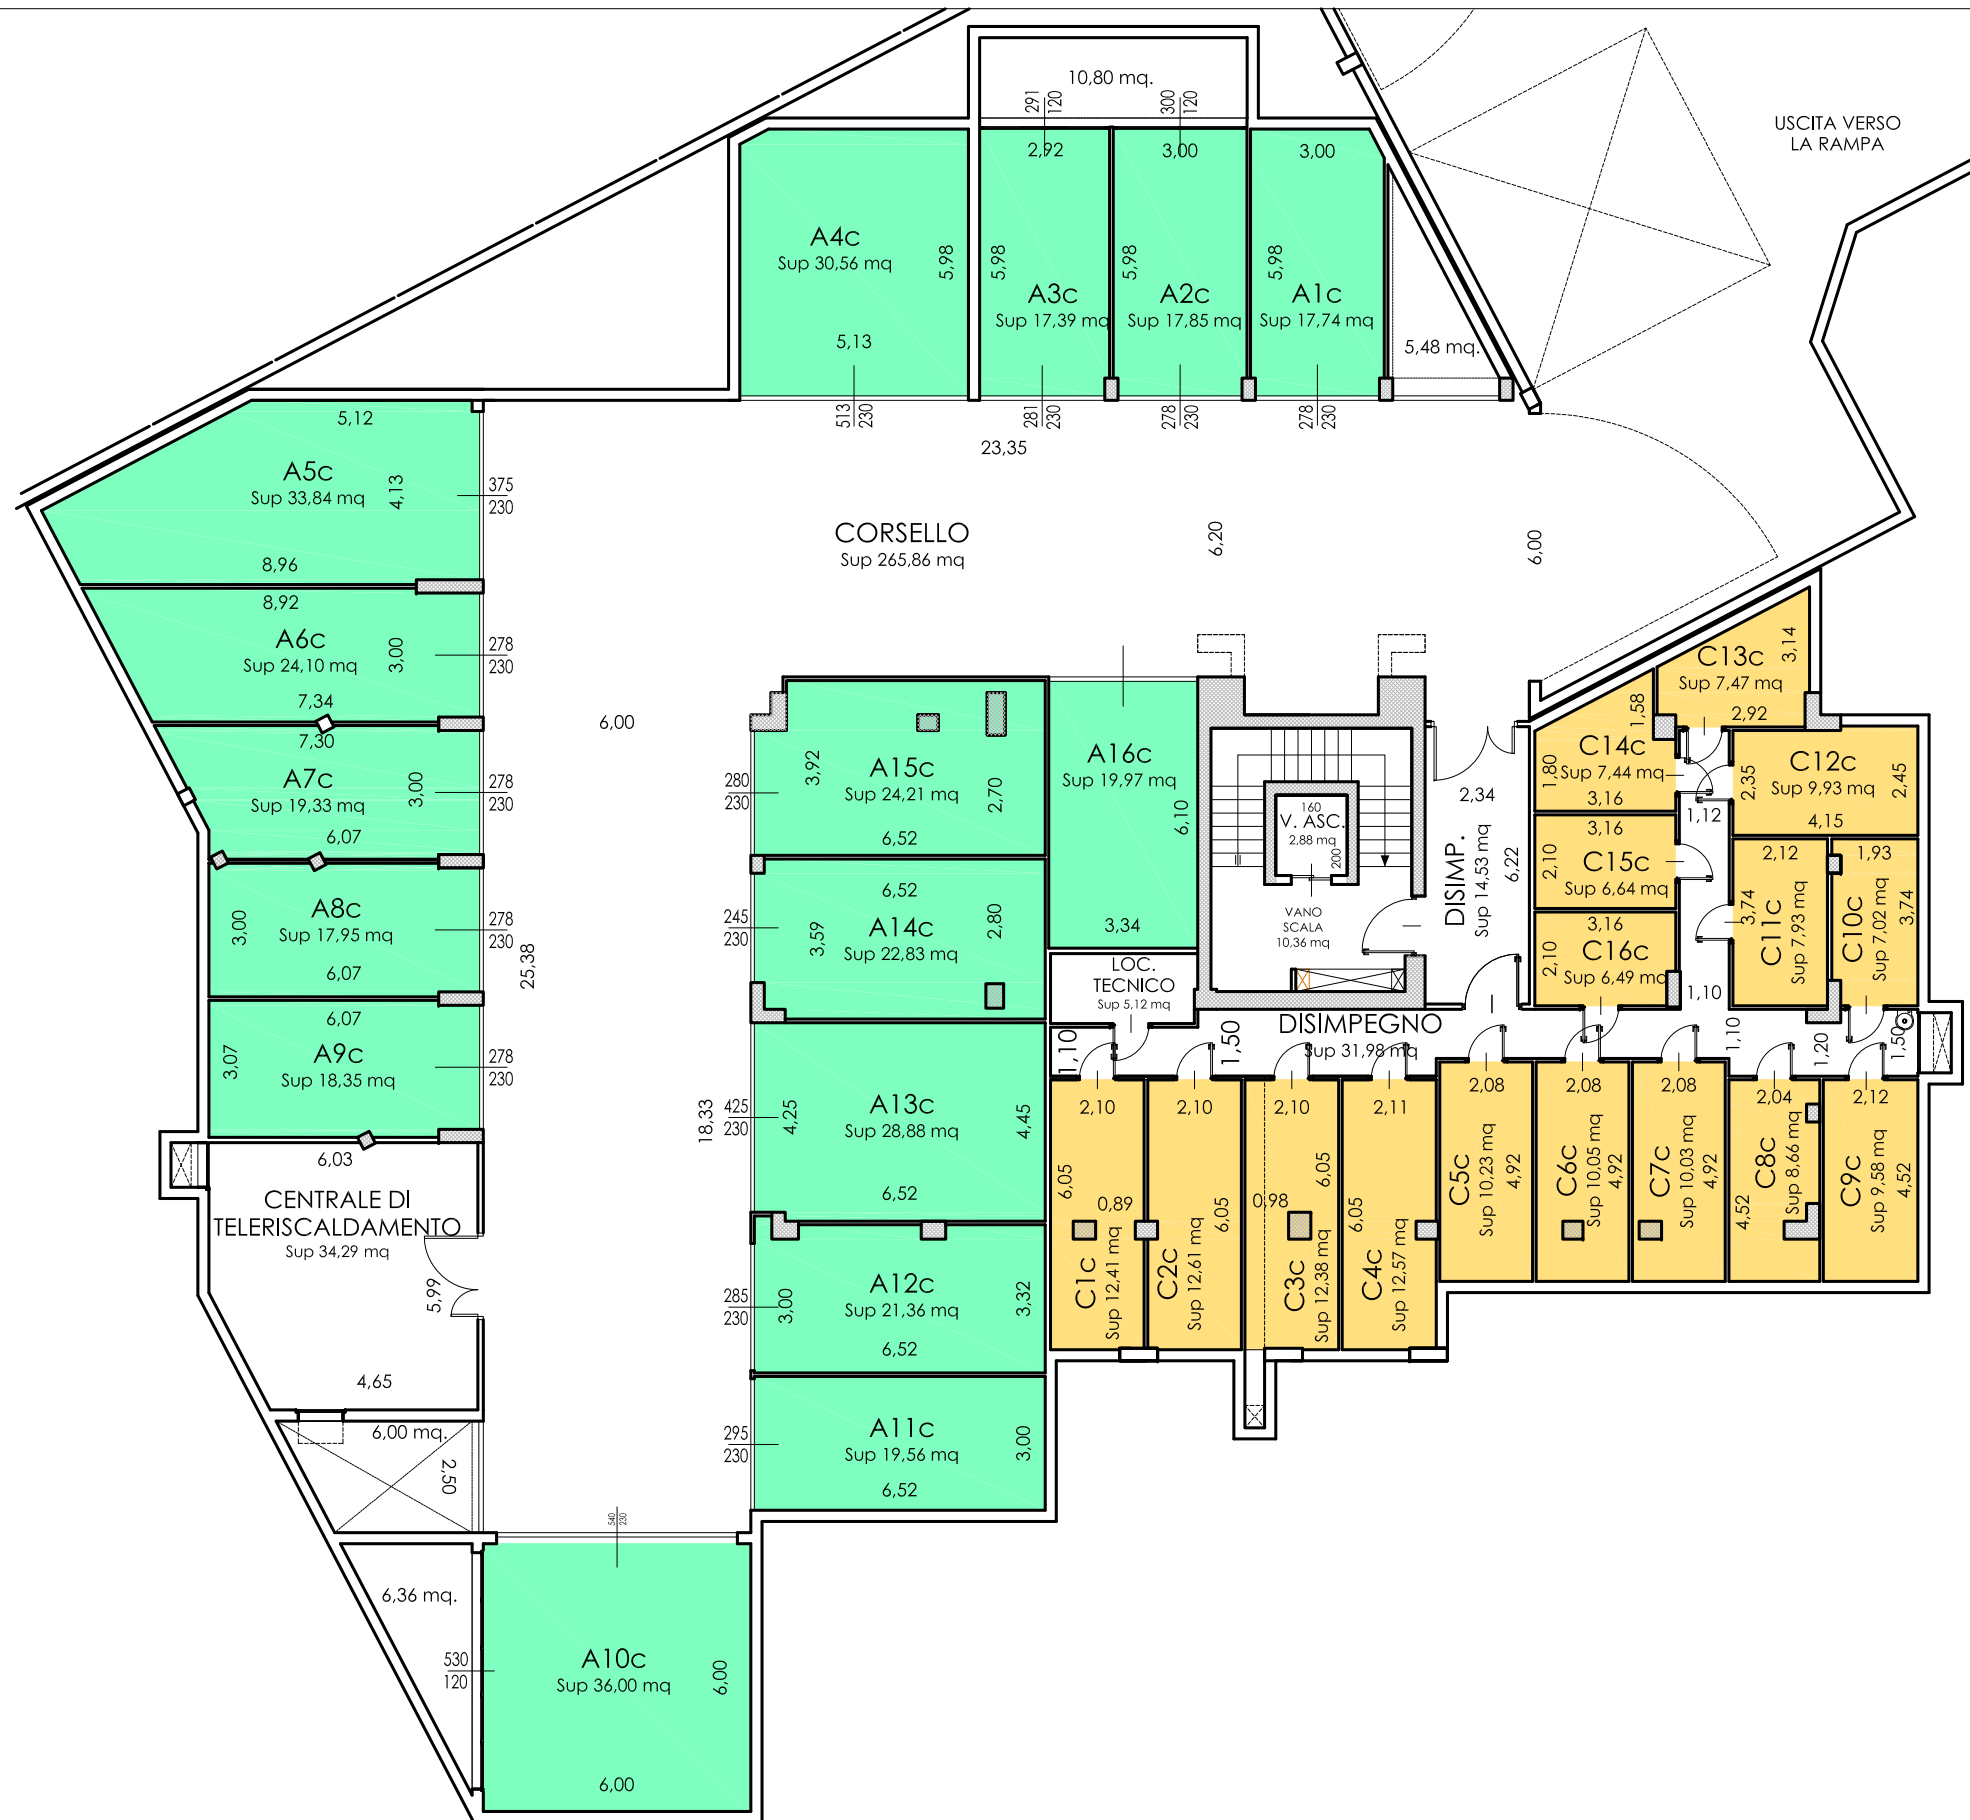 10,80 mq.
291
120
300
120
USCITA VERSO
LA RAMPA
2,92
3,00
3,00
A4c
Sup 30,56 mq
5,98
5,13
5,98
A3c
Sup 17,39 mq
5,98
A2c
Sup 17,85 mq
5,98
A1c
Sup 17,74 mq
5,48 mq.
513
230
281
230
278
230
278
230
23,35
5,12
A5c
Sup 33,84 mq
4,13
8,96
375
230
CORSELLO
Sup 265,86 mq
6,20
6,00
8,92
A6c
Sup 24,10 mq
3,00
7,34
278
230
6,00
7,30
A7c
Sup 19,33 mq
3,00
6,07
278
230
A8c
Sup 17,95 mq
3,00
6,07
278
230
25,38
6,07
A9c
Sup 18,35 mq
3,07
278
230
280
230
3,92
A15c
Sup 24,21 mq
2,70
6,52
A16c
Sup 19,97 mq
6,10
3,34
245
230
6,52
3,59
A14c
Sup 22,83 mq
2,80
160
V. ASC.
2,88 mq
200
VANO
SCALA
10,36 mq
2,34
DISIMP.
Sup 14,53 mq
6,22
LOC.
TECNICO
Sup 5,12 mq
DISIMPEGNO
Sup 31,98 mq
1,10
1,50
C13c
Sup 7,47 mq
3,14
2,92
1,58
C14c
Sup 7,44 mq
1,80
3,16
C12c
Sup 9,93 mq
2,35
2,45
4,15
1,12
3,16
2,10
C15c
Sup 6,64 mq
2,12
3,74
C11c
Sup 7,93 mq
1,93
C10c
Sup 7,02 mq
3,74
3,16
2,10
C16c
Sup 6,49 mq
1,10
1,10
1,20
1,50
18,33
425
230
4,25
A13c
Sup 28,88 mq
4,45
6,52
2,10
6,05
0,89
C1c
Sup 12,41 mq
2,10
6,05
C2c
Sup 12,61 mq
2,10
6,05
0,98
C3c
Sup 12,38 mq
2,11
6,05
C4c
Sup 12,57 mq
2,08
C5c
Sup 10,23 mq
4,92
2,08
C6c
Sup 10,05 mq
4,92
2,08
C7c
Sup 10,03 mq
4,92
2,04
C8c
Sup 8,66 mq
4,52
2,12
C9c
Sup 9,58 mq
4,52
6,03
CENTRALE DI
TELERISCALDAMENTO
Sup 34,29 mq
5,99
4,65
285
230
3,00
A12c
Sup 21,36 mq
3,32
6,52
6,00 mq.
2,50
295
230
A11c
Sup 19,56 mq
3,00
6,52
540
230
6,36 mq.
530
120
A10c
Sup 36,00 mq
6,00
6,00